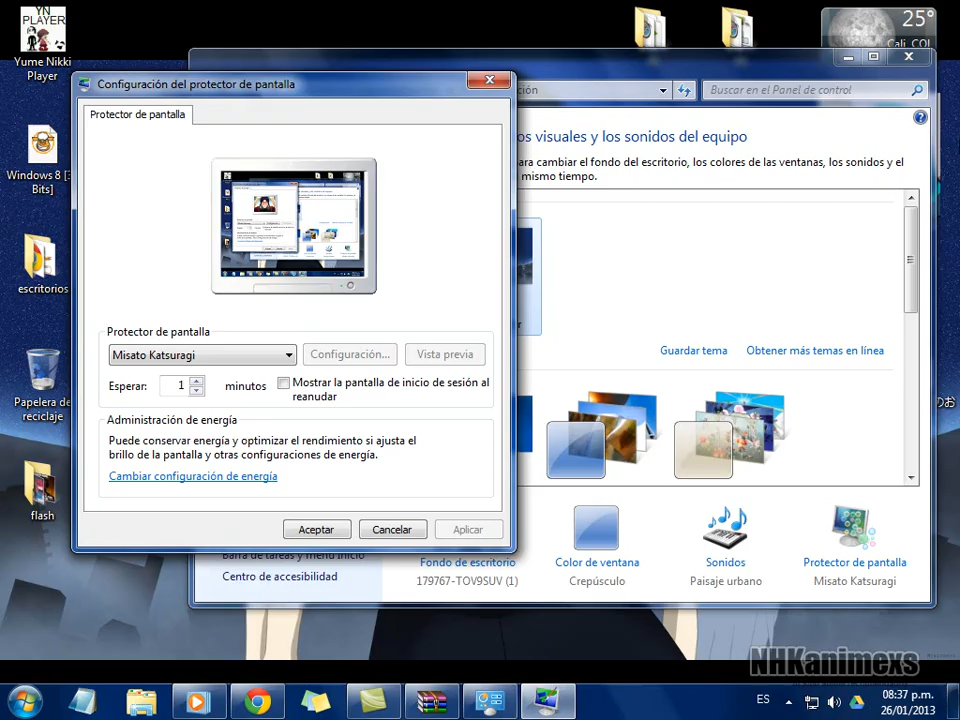 YN
PLAYER
Yume Nikki
Player
Windows 8 [3
Bits]
escritorios
Papelera de
reciclaje
flash
25°
Cali, COL
Configuración del protector de pantalla
Protector de pantalla
Protector de pantalla
Misato Katsuragi
Configuración...
Vista previa
Esperar:
1
minutos
Mostrar la pantalla de inicio de sesión al
reanudar
Administración de energía
Puede conservar energía y optimizar el rendimiento si ajusta el
brillo de la pantalla y otras configuraciones de energía.
Cambiar configuración de energía
Aceptar
Cancelar
Aplicar
ción
Buscar en el Panel de control
os visuales y los sonidos del equipo
ara cambiar el fondo del escritorio, los colores de las ventanas, los sonidos y el
mismo tiempo.
r
Guardar tema
Obtener más temas en línea
Barra de tareas y menú Inicio
Centro de accesibilidad
Fondo de escritorio
179767-TOV9SUV (1)
Color de ventana
Crepúsculo
Sonidos
Paisaje urbano
Protector de pantalla
Misato Katsuragi
のお
NHKanimexs
ES
08:37 p.m.
26/01/2013